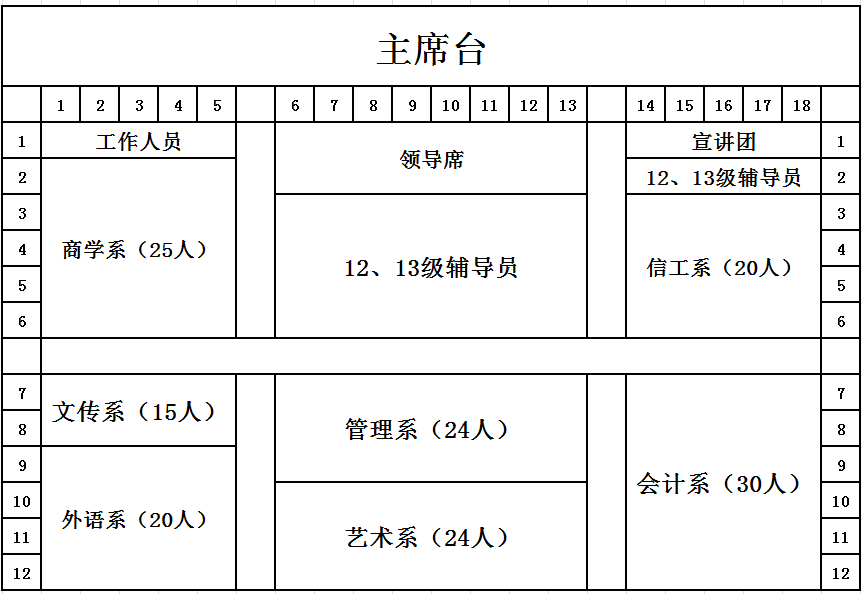 主席台
1 2 3 4 5 6 7 8 9 10 11 12 13 14 15 16 17 18
1 工作人员 领导席 宣讲团 1
2 12、13级辅导员 2
3 3
4 商学系（25人） 12、13级辅导员 信工系（20人） 4
5 5
6 6
7 文传系（15人） 管理系（24人） 会计系（30人） 7
8 8
9 9
10 外语系（20人） 艺术系（24人） 10
11 11
12 12